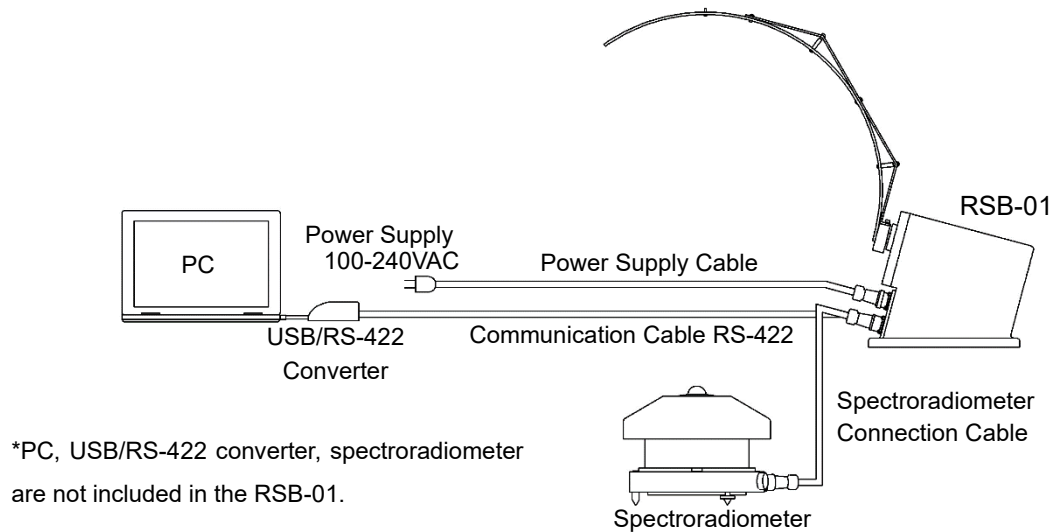 RSB-01
PC
Power Supply
100-240VAC
Power Supply Cable
USB/RS-422
Converter
Communication Cable RS-422
Spectroradiometer
Connection Cable
*PC, USB/RS-422 converter, spectroradiometer
are not included in the RSB-01.
Spectroradiometer